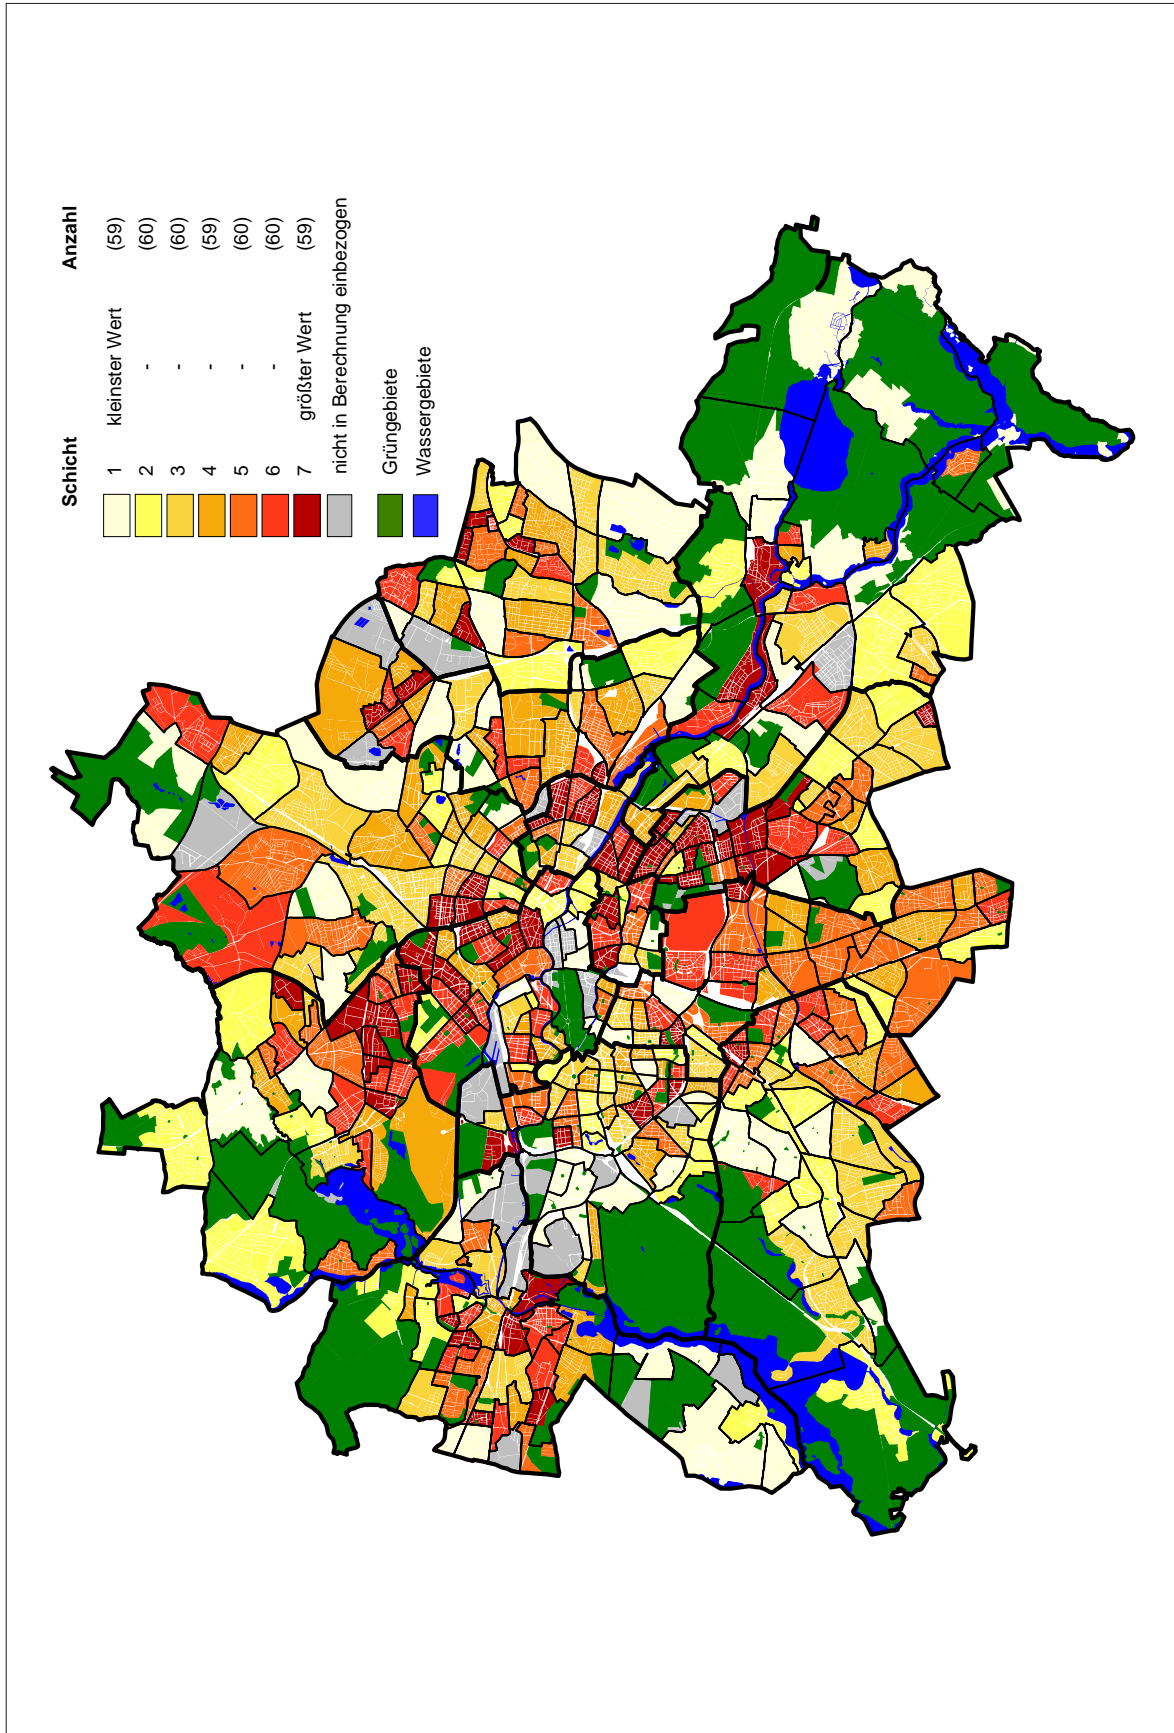 Schicht Anzahl
1 kleinster Wert (59)
2 - (60)
3 - (60)
4 - (59)
5 - (60)
6 - (60)
7 größter Wert (59)
nicht in Berechnung einbezogen
Grüngebiete
Wassergebiete